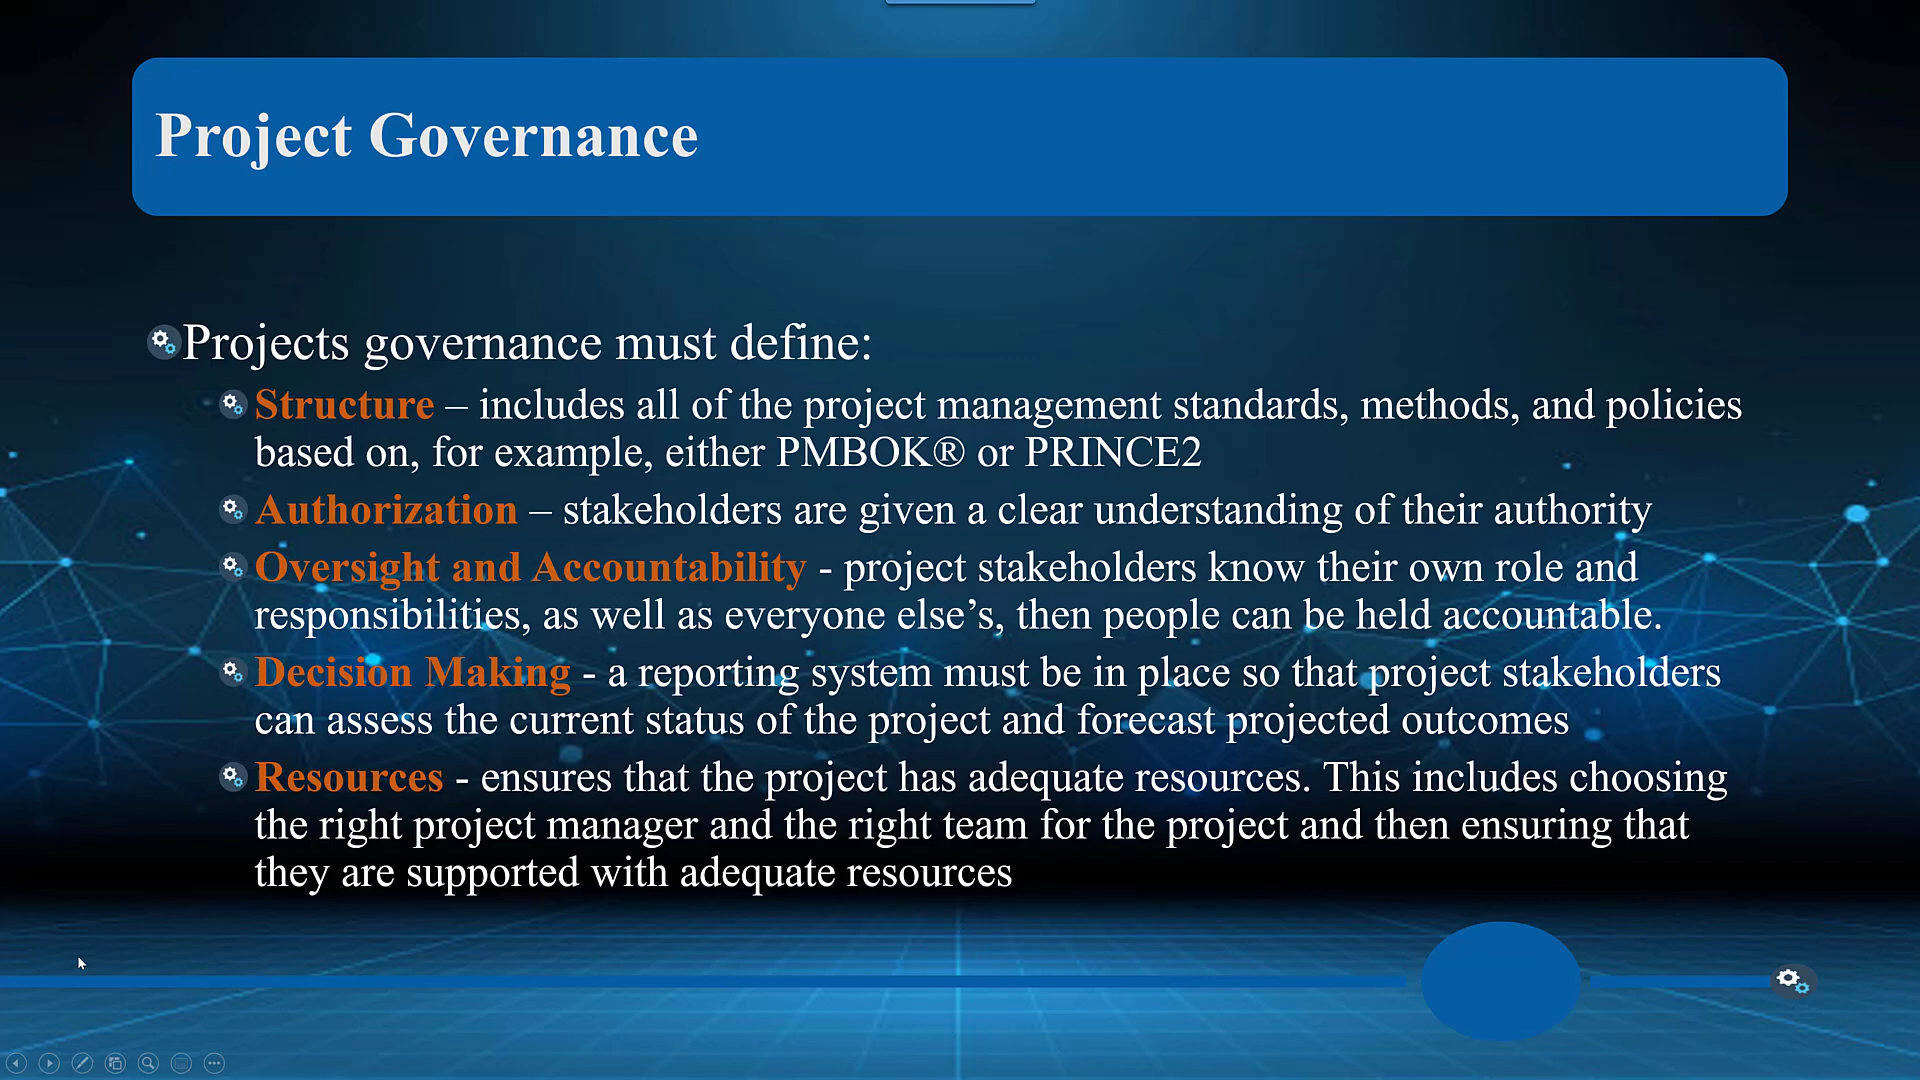 Project Governance
Projects governance must define:
Structure – includes all of the project management standards, methods, and policies
based on, for example, either PMBOK® or PRINCE2
Authorization – stakeholders are given a clear understanding of their authority
Oversight and Accountability - project stakeholders know their own role and
responsibilities, as well as everyone else’s, then people can be held accountable.
Decision Making - a reporting system must be in place so that project stakeholders
can assess the current status of the project and forecast projected outcomes
Resources - ensures that the project has adequate resources. This includes choosing
the right project manager and the right team for the project and then ensuring that
they are supported with adequate resources